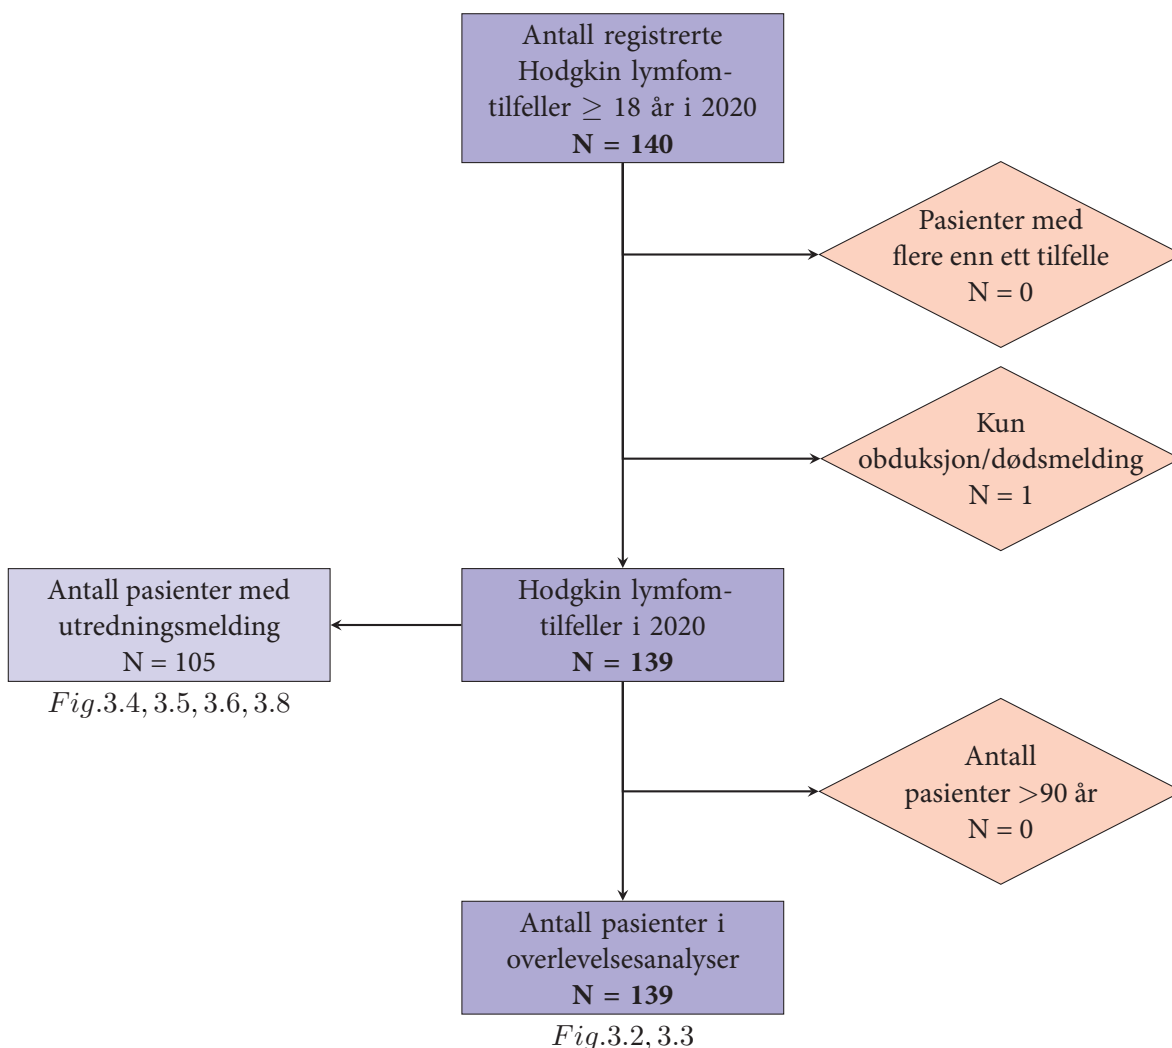 Antall registrerte
Hodgkin lymfom-
tilfeller ≥ 18 år i 2020
N = 140
Pasienter med
flere enn ett tilfelle
N = 0
Kun
obduksjon/dødsmelding
N = 1
Antall pasienter med
utredningsmelding
N = 105
Fig.3.4, 3.5, 3.6, 3.8
Hodgkin lymfom-
tilfeller i 2020
N = 139
Antall
pasienter >90 år
N = 0
Antall pasienter i
overlevelsesanalyser
N = 139
Fig.3.2, 3.3